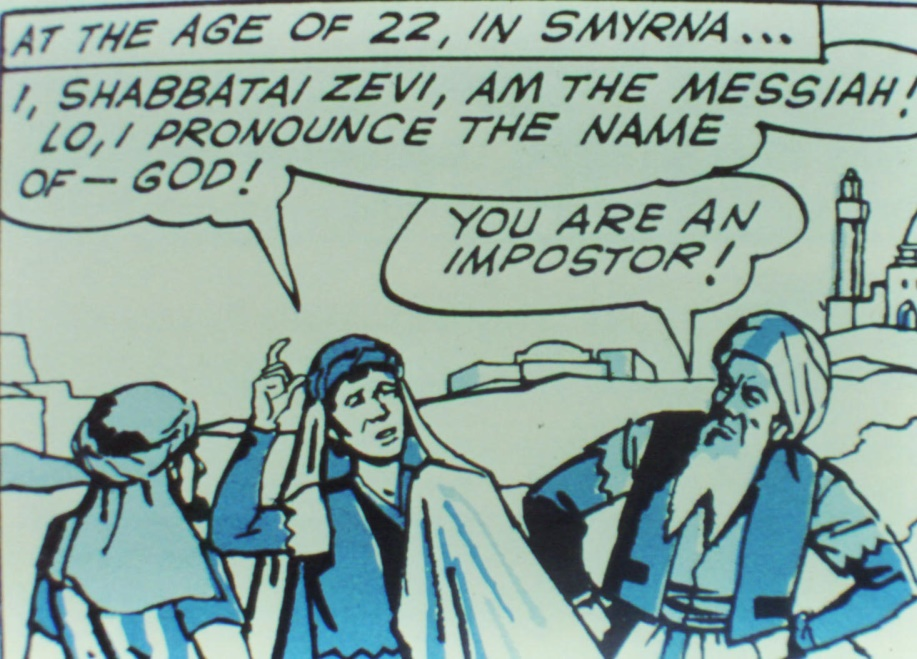 AT THE AGE OF 22, IN SMYRNA...
I, SHABBATAI ZEVI, AM THE MESSIAH!
LO, I PRONOUNCE THE NAME
OF — GOD!
YOU ARE AN
IMPOSTOR!